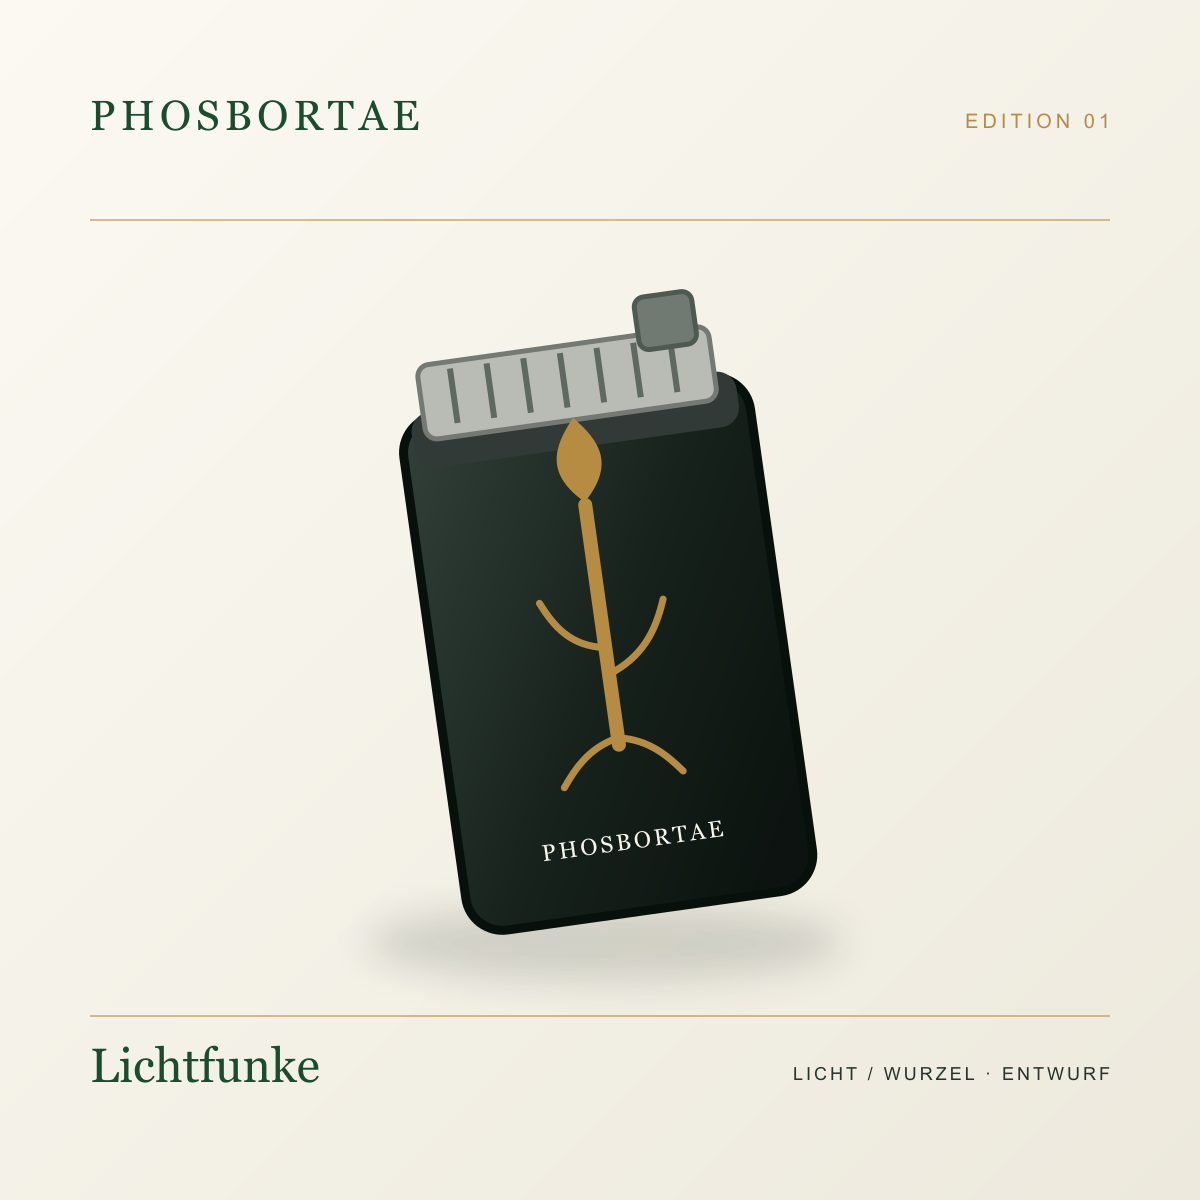 PHOSBORTAE
EDITION 01
PHOSBORTAE
Lichtfunke
LICHT / WURZEL · ENTWURF